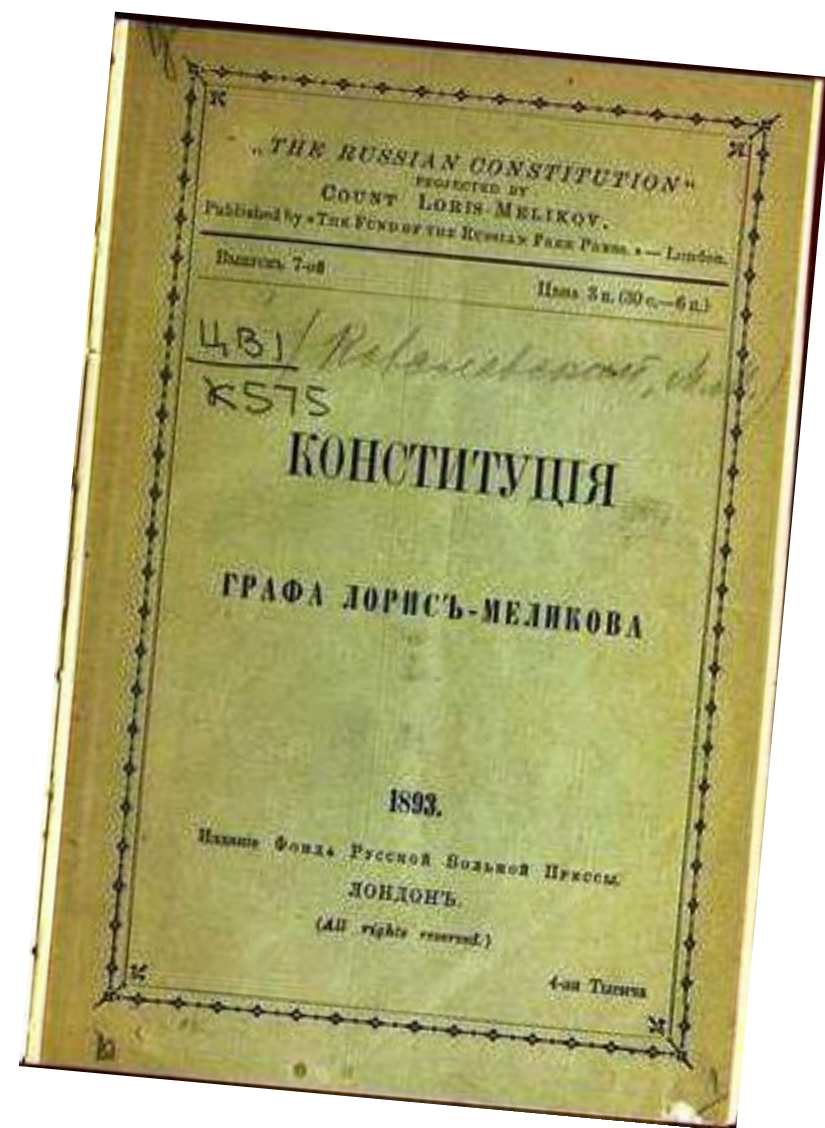 „THE RUSSIAN CONSTITUTION“
PROJECTED BY
COUNT LORIS-MELIKOV.
Published by «THE FUND OF THE RUSSIAN FREE PRESS.» — London.
Выпускъ 7-ой
Цѣна 3 п. (30 с.—6 п.)
ЦВ1
К575
КОНСТИТУЦІЯ
ГРАФА ЛОРИСЪ-МЕЛИКОВА
1893.
Изданіе Фонда Русской Вольной Прессы.
ЛОНДОНЪ.
(All rights reserved.)
4-ая Тысяча